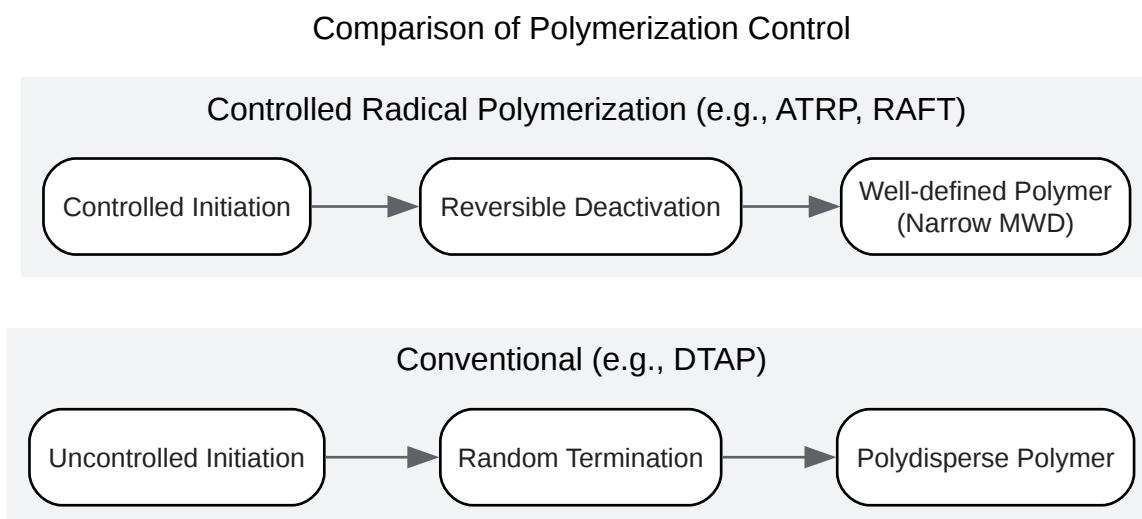 Comparison of Polymerization Control
Controlled Radical Polymerization (e.g., ATRP, RAFT)
Controlled Initiation
Reversible Deactivation
Well-defined Polymer
(Narrow MWD)
Conventional (e.g., DTAP)
Uncontrolled Initiation
Random Termination
Polydisperse Polymer